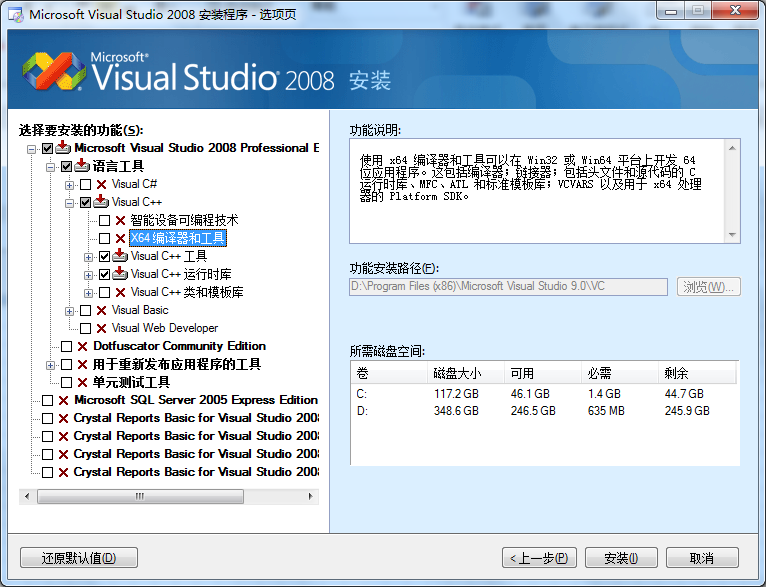 Microsoft Visual Studio 2008 安装程序 - 选项页
Microsoft®
Visual Studio® 2008 安装
选择要安装的功能(S):
Microsoft Visual Studio 2008 Professional E
语言工具
Visual C#
Visual C++
智能设备可编程技术
X64 编译器和工具
Visual C++ 工具
Visual C++ 运行时库
Visual C++ 类和模板库
Visual Basic
Visual Web Developer
Dotfuscator Community Edition
用于重新发布应用程序的工具
单元测试工具
Microsoft SQL Server 2005 Express Edition
Crystal Reports Basic for Visual Studio 2008
Crystal Reports Basic for Visual Studio 2008
Crystal Reports Basic for Visual Studio 2008
Crystal Reports Basic for Visual Studio 2008
功能说明:
使用 x64 编译器和工具可以在 Win32 或 Win64 平台上开发 64
位应用程序。这包括编译器；链接器；包括头文件和源代码的 C
运行时库、MFC、ATL 和标准模板库；VCVARS 以及用于 x64 处理
器的 Platform SDK。
功能安装路径(F):
D:\Program Files (x86)\Microsoft Visual Studio 9.0\VC
浏览(W)...
所需磁盘空间:
卷 磁盘大小 可用 必需 剩余
C: 117.2 GB 46.1 GB 1.4 GB 44.7 GB
D: 348.6 GB 246.5 GB 635 MB 245.9 GB
还原默认值(D)
< 上一步(P)
安装(I)
取消